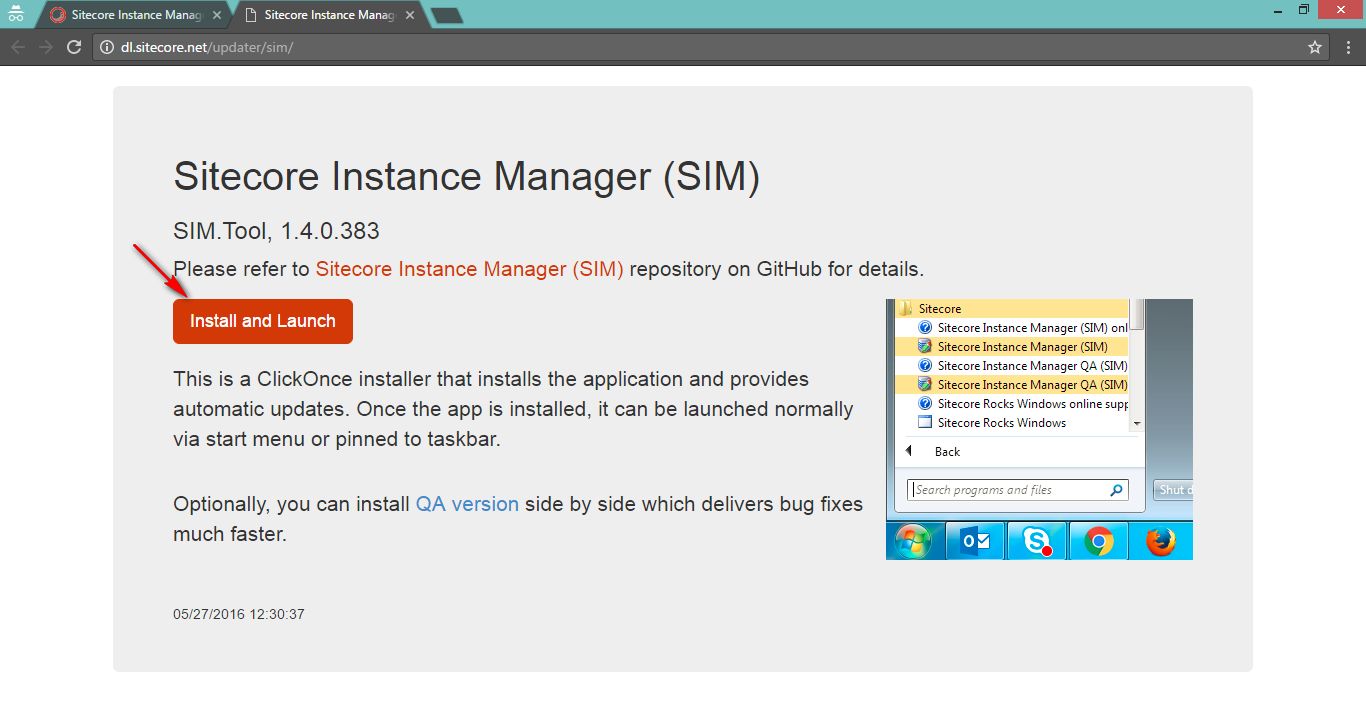 Sitecore Instance Manag
Sitecore Instance Manag
dl.sitecore.net/updater/sim/
Sitecore Instance Manager (SIM)
SIM.Tool, 1.4.0.383
Please refer to Sitecore Instance Manager (SIM) repository on GitHub for details.
Install and Launch
This is a ClickOnce installer that installs the application and provides
automatic updates. Once the app is installed, it can be launched normally
via start menu or pinned to taskbar.
Optionally, you can install QA version side by side which delivers bug fixes
much faster.
05/27/2016 12:30:37
Sitecore
Sitecore Instance Manager (SIM) onl
Sitecore Instance Manager (SIM)
Sitecore Instance Manager QA (SIM)
Sitecore Instance Manager QA (SIM)
Sitecore Rocks Windows online supp
Sitecore Rocks Windows
Back
Search programs and files
Shut d